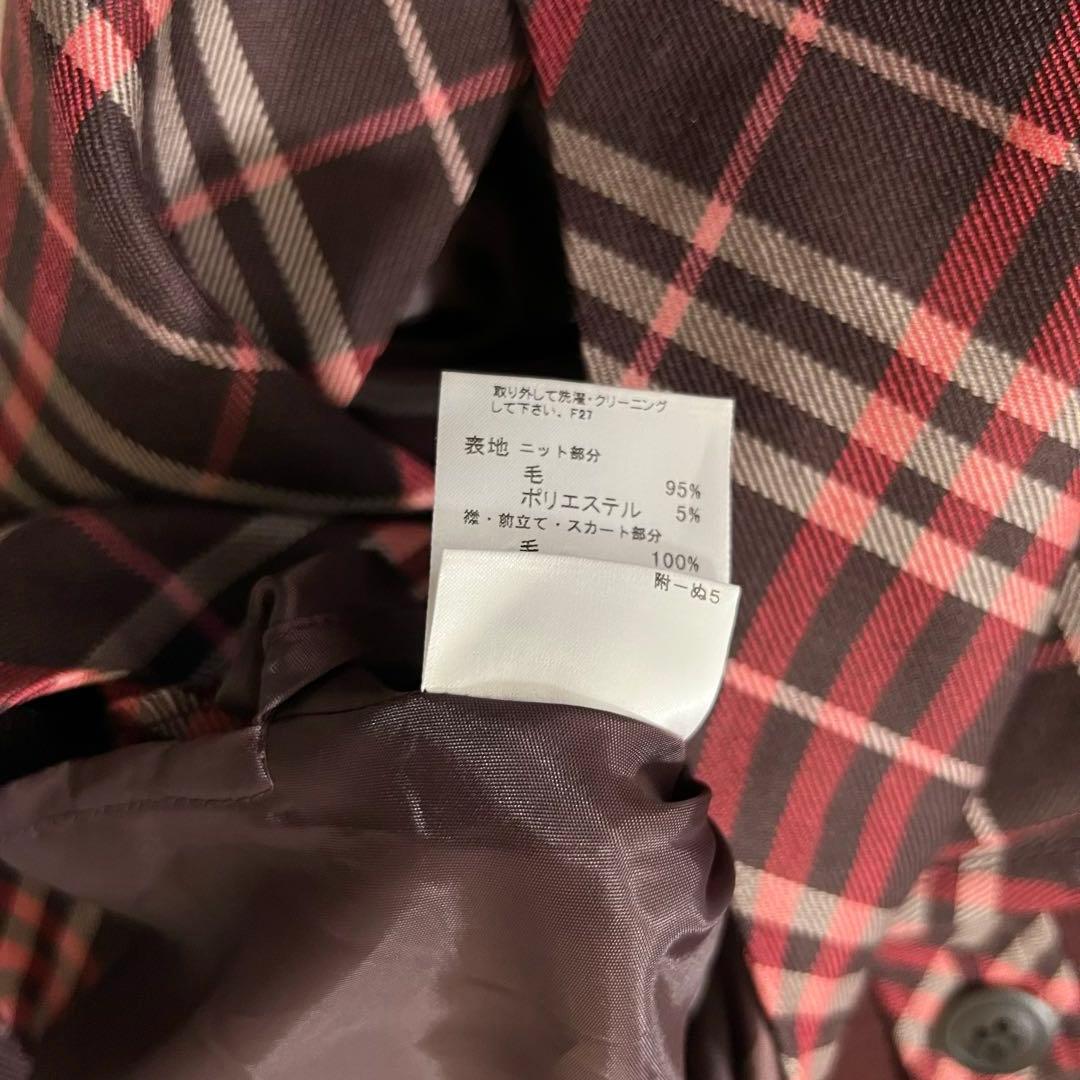 取り外して洗濯・クリーニング
して下さい。F27
表地 ニット部分
毛 95%
ポリエステル 5%
襟・前立て・スカート部分
毛 100%
附ーぬ5